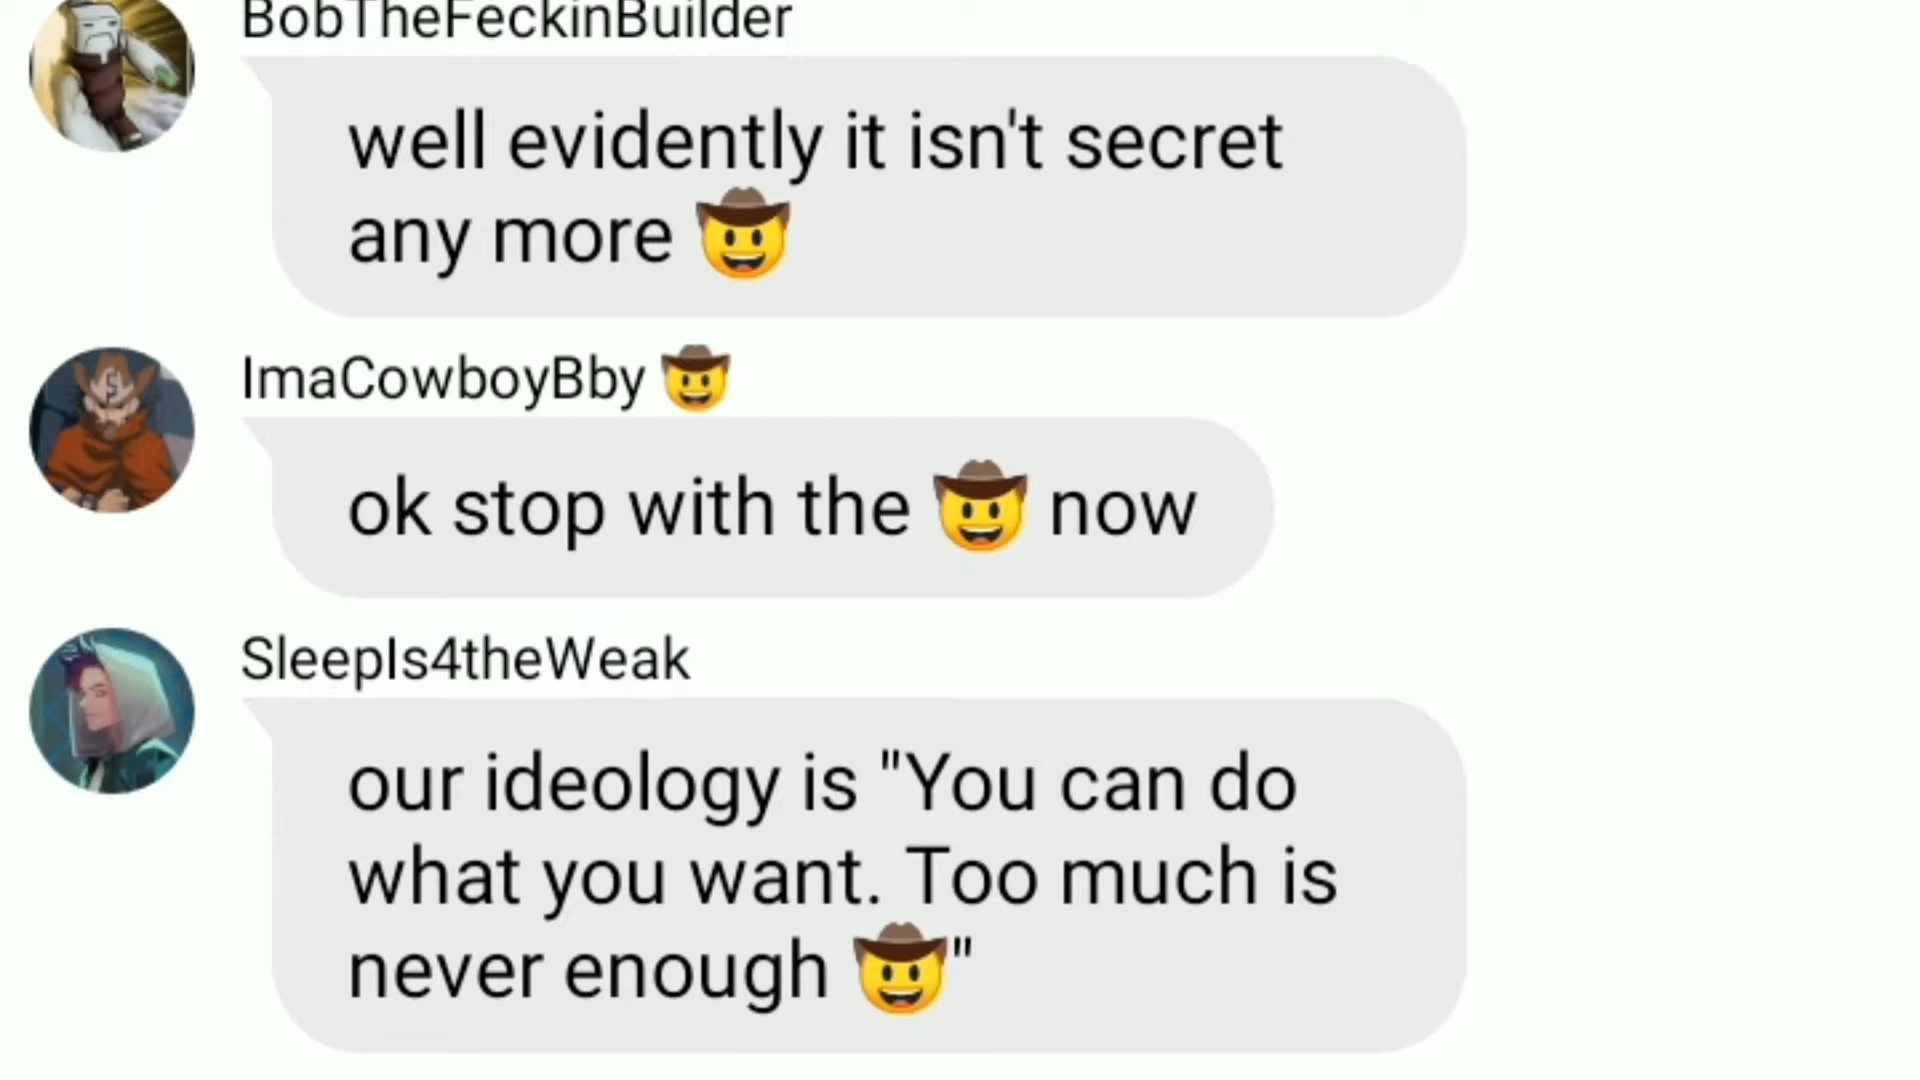 BobTheFeckinBuilder
well evidently it isn't secret
any more 🤠
ImaCowboyBby 🤠
ok stop with the 🤠 now
SleepIs4theWeak
our ideology is "You can do
what you want. Too much is
never enough 🤠"